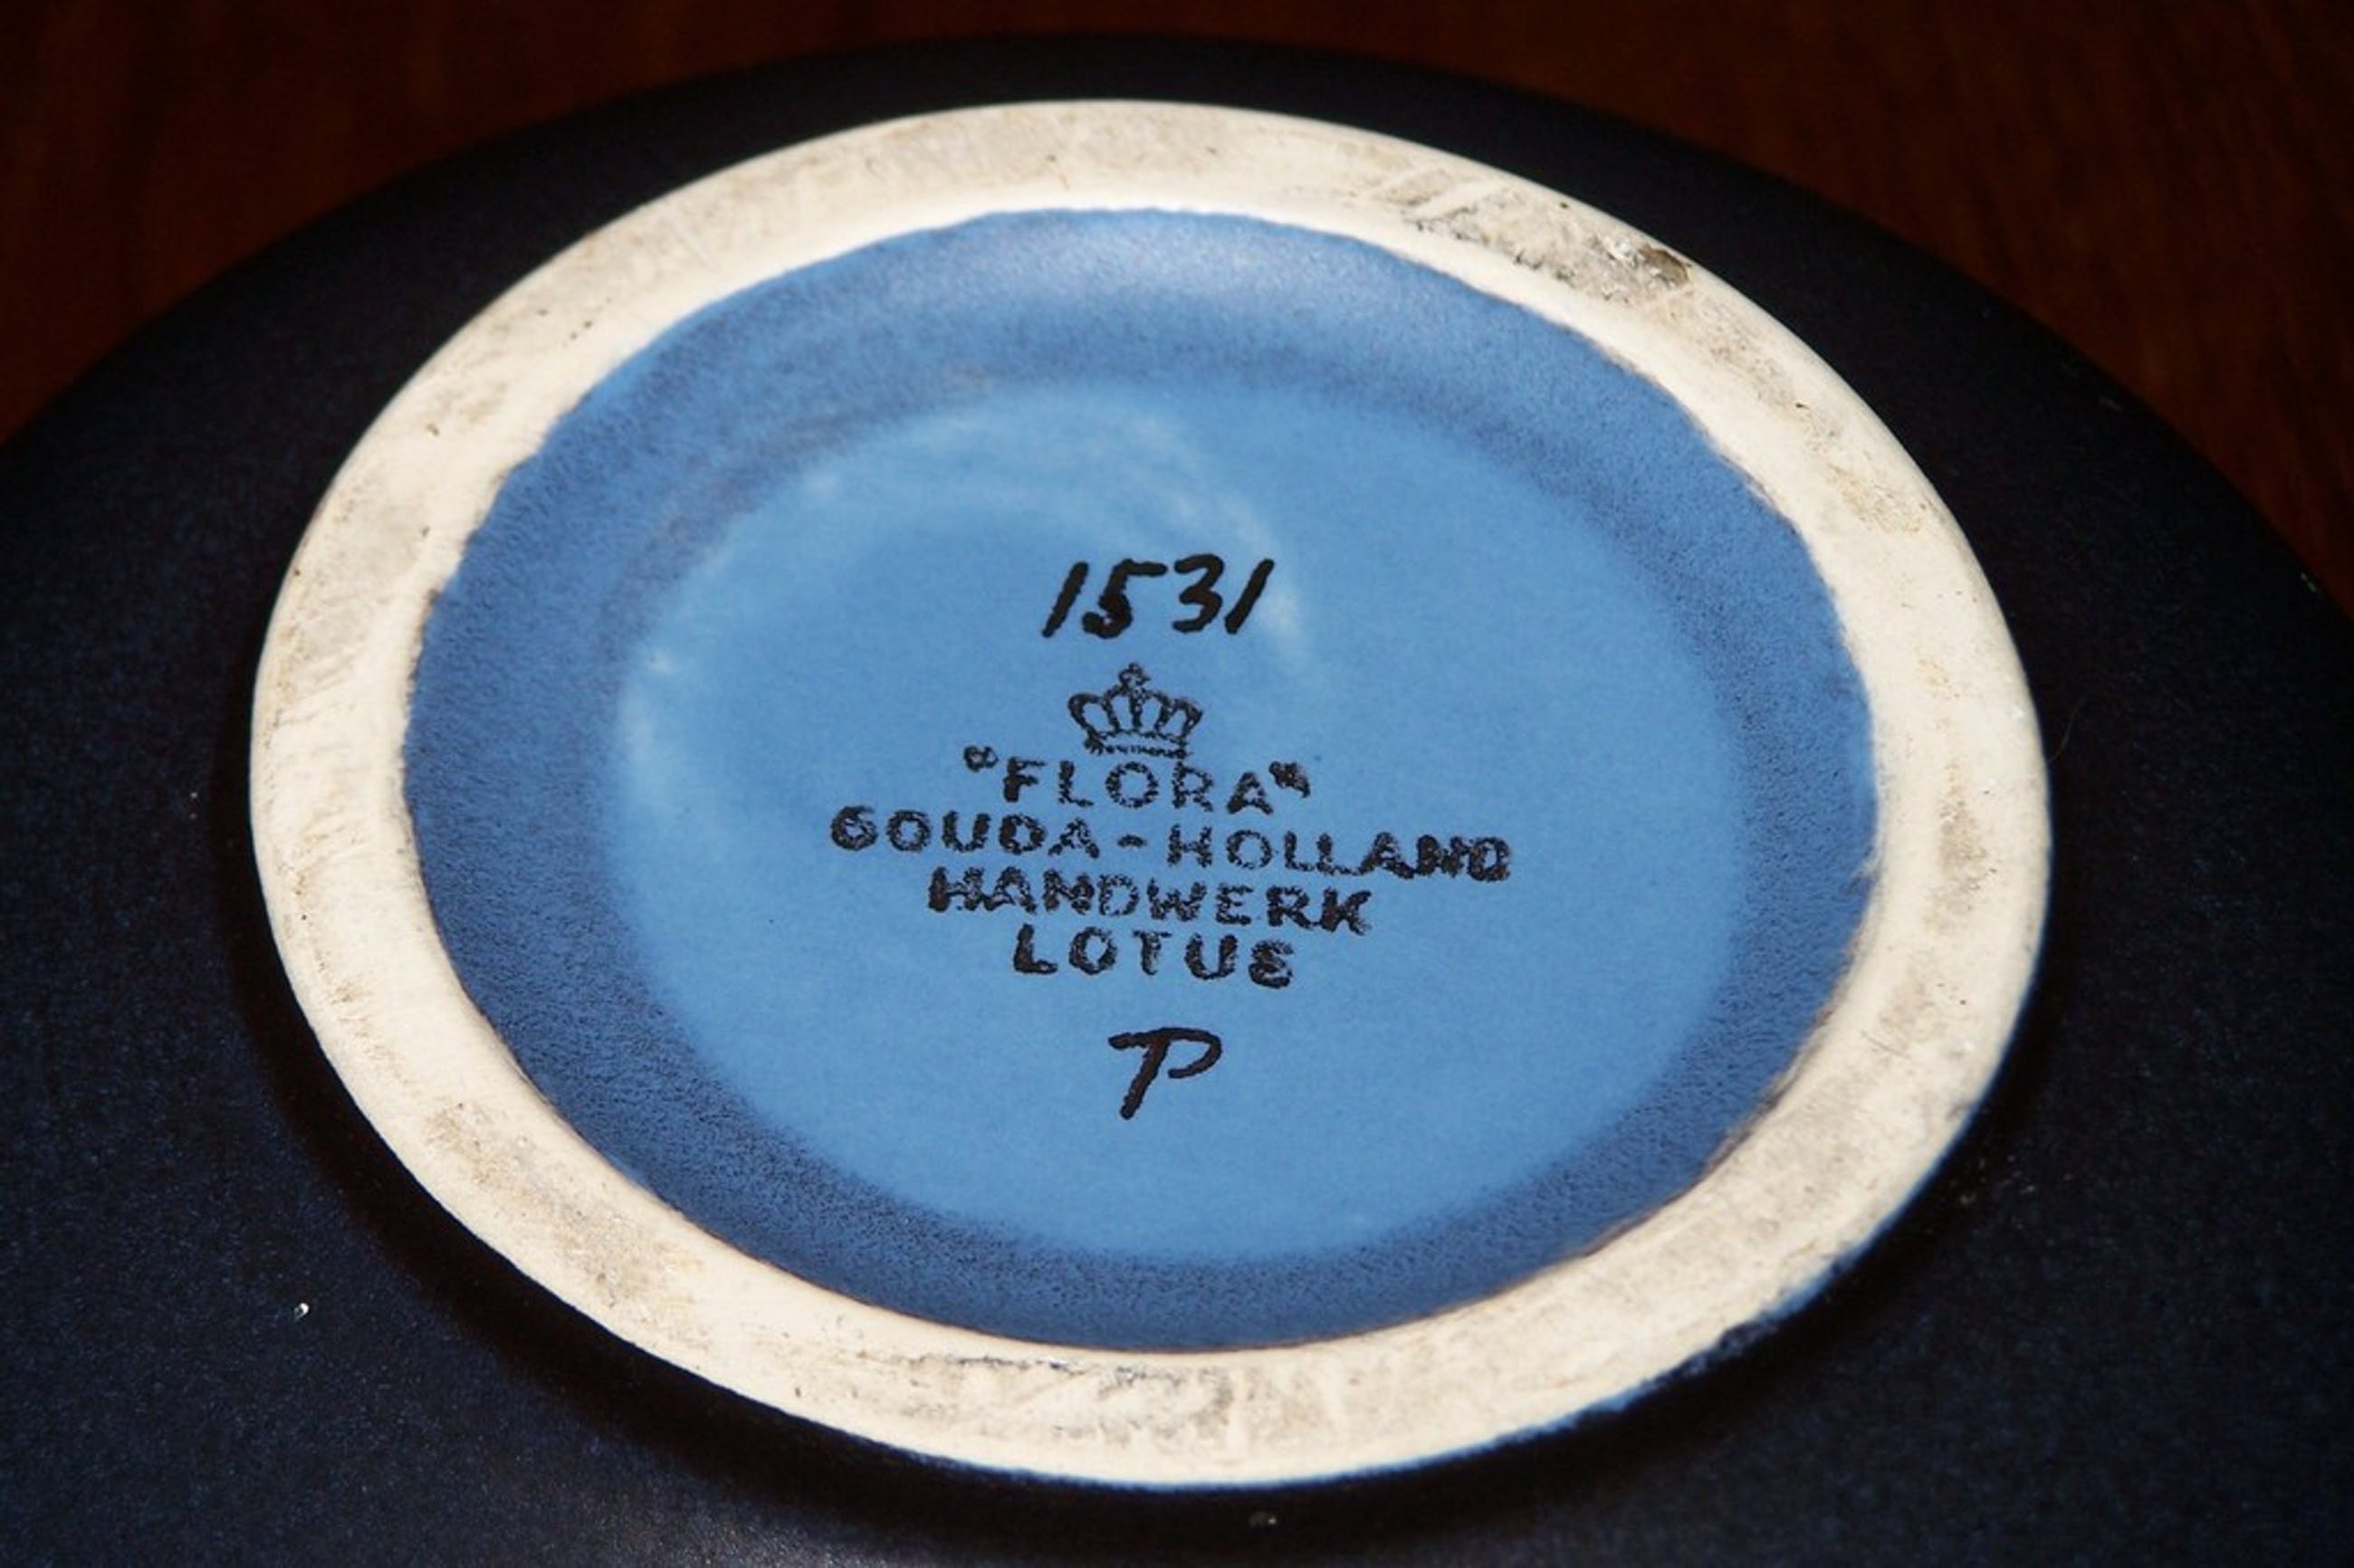 1531
"FLORA"
GOUDA-HOLLAND
HANDWERK
LOTUS
P